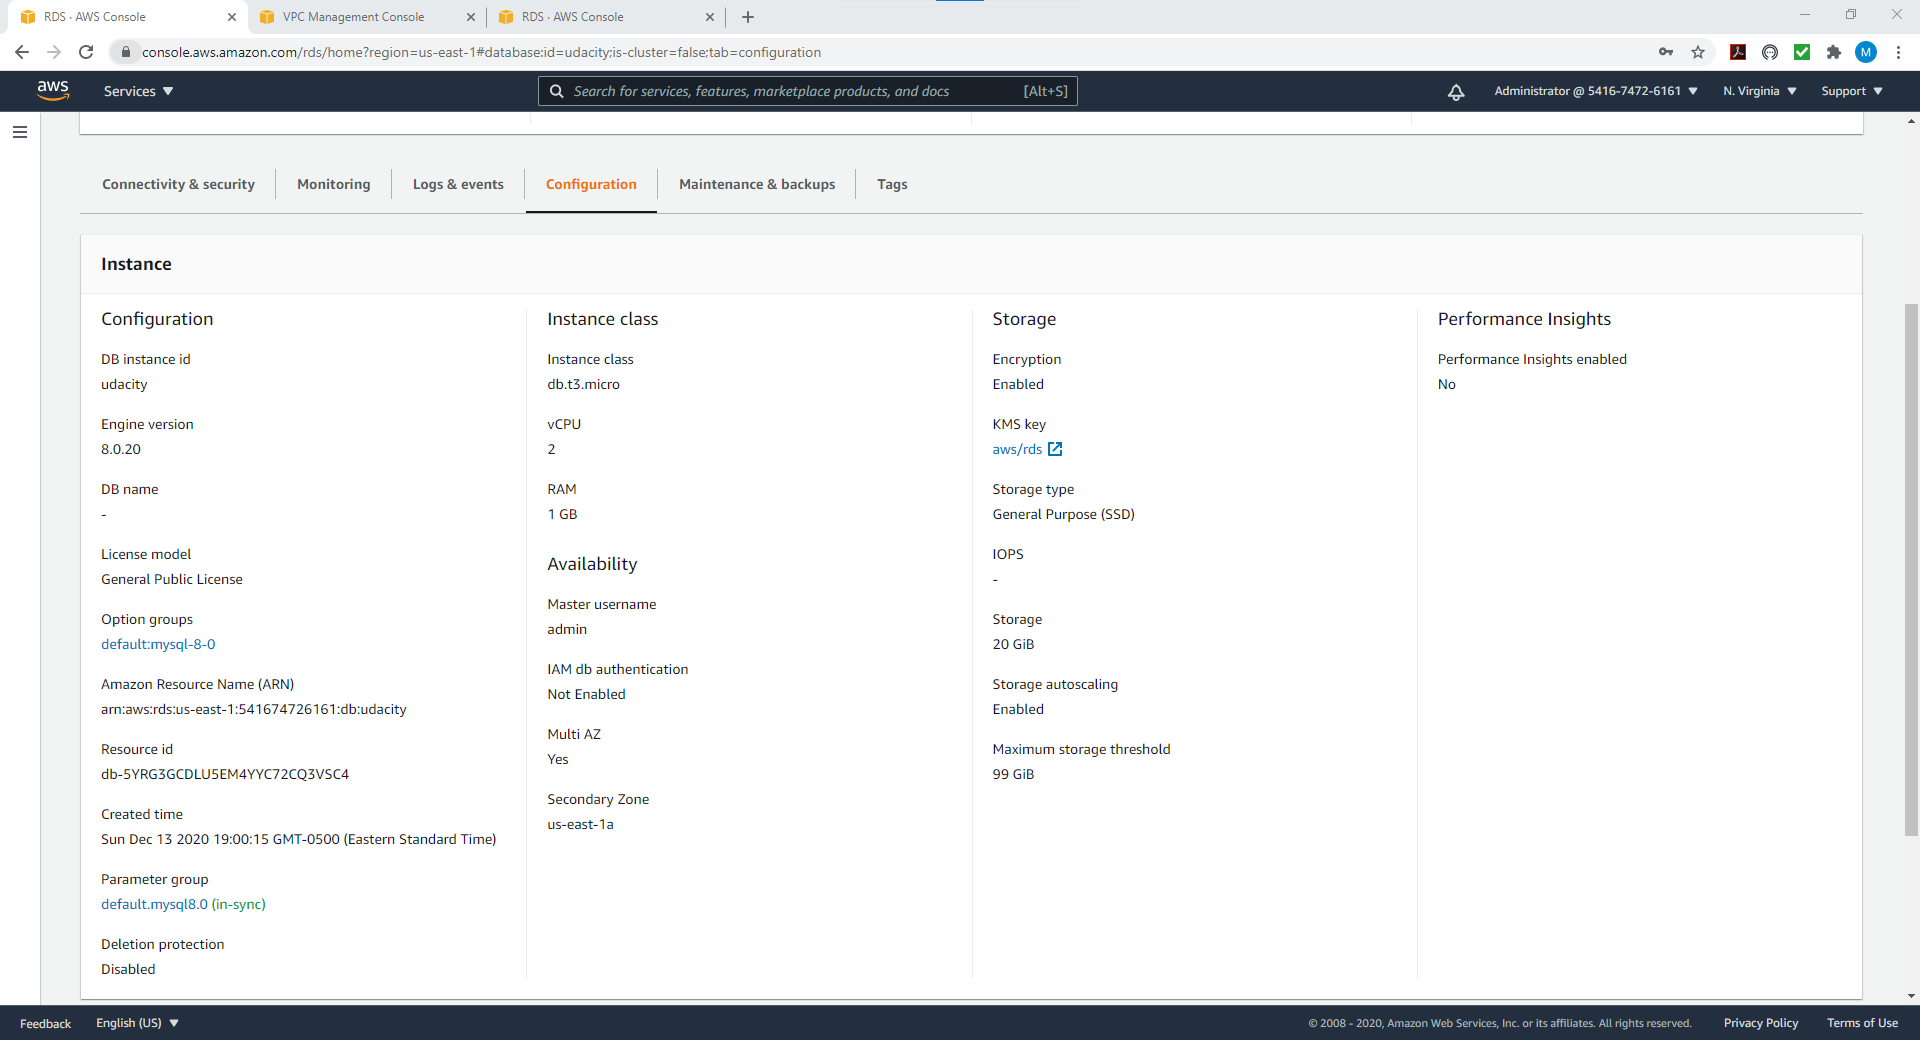 RDS · AWS Console
VPC Management Console
RDS · AWS Console
console.aws.amazon.com/rds/home?region=us-east-1#database:id=udacity;is-cluster=false;tab=configuration
M
aws
Services
Search for services, features, marketplace products, and docs [Alt+S]
Administrator @ 5416-7472-6161
N. Virginia
Support
Connectivity & security
Monitoring
Logs & events
Configuration
Maintenance & backups
Tags
Instance
Configuration
DB instance id
udacity
Engine version
8.0.20
DB name
-
License model
General Public License
Option groups
default:mysql-8-0
Amazon Resource Name (ARN)
arn:aws:rds:us-east-1:541674726161:db:udacity
Resource id
db-5YRG3GCDLU5EM4YYC72CQ3VSC4
Created time
Sun Dec 13 2020 19:00:15 GMT-0500 (Eastern Standard Time)
Parameter group
default.mysql8.0 (in-sync)
Deletion protection
Disabled
Instance class
Instance class
db.t3.micro
vCPU
2
RAM
1 GB
Availability
Master username
admin
IAM db authentication
Not Enabled
Multi AZ
Yes
Secondary Zone
us-east-1a
Storage
Encryption
Enabled
KMS key
aws/rds
Storage type
General Purpose (SSD)
IOPS
-
Storage
20 GiB
Storage autoscaling
Enabled
Maximum storage threshold
99 GiB
Performance Insights
Performance Insights enabled
No
Feedback
English (US)
© 2008 - 2020, Amazon Web Services, Inc. or its affiliates. All rights reserved.
Privacy Policy
Terms of Use